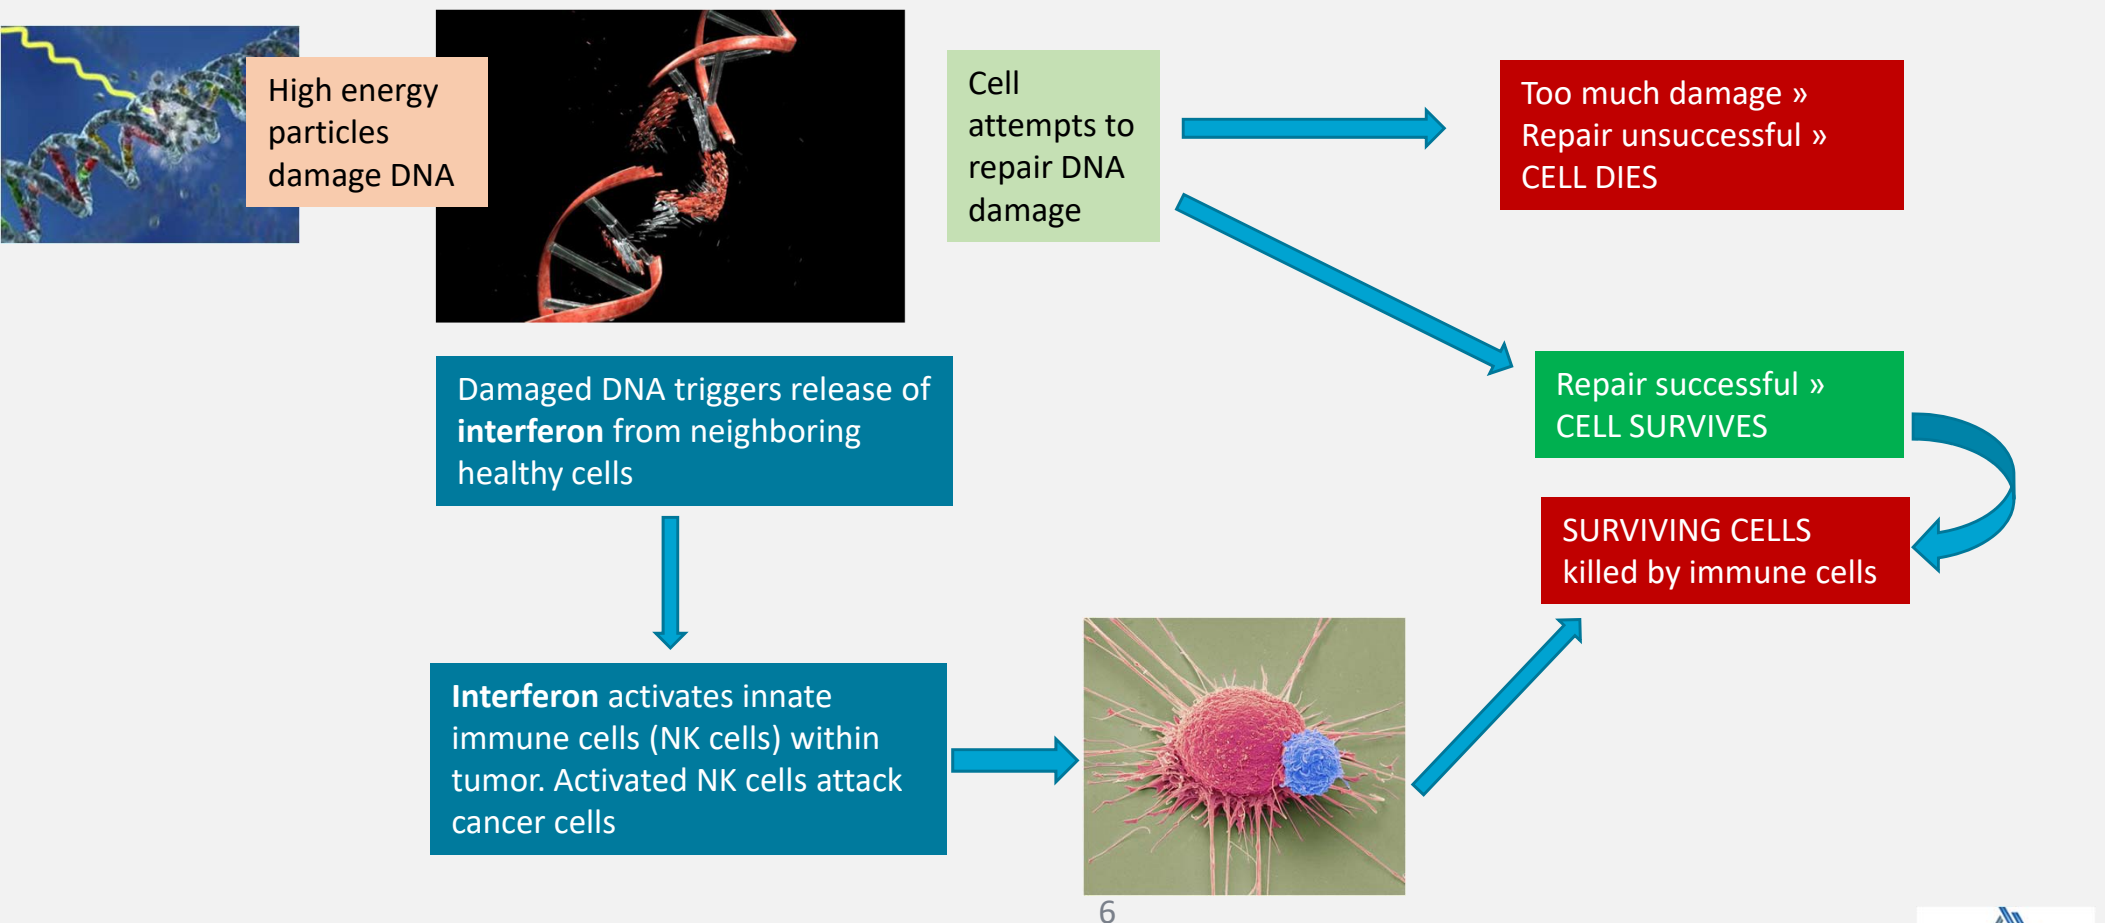 High energy
particles
damage DNA
Cell
attempts to
repair DNA
damage
Too much damage »
Repair unsuccessful »
CELL DIES
Damaged DNA triggers release of
interferon from neighboring
healthy cells
Repair successful »
CELL SURVIVES
SURVIVING CELLS
killed by immune cells
Interferon activates innate
immune cells (NK cells) within
tumor. Activated NK cells attack
cancer cells
6